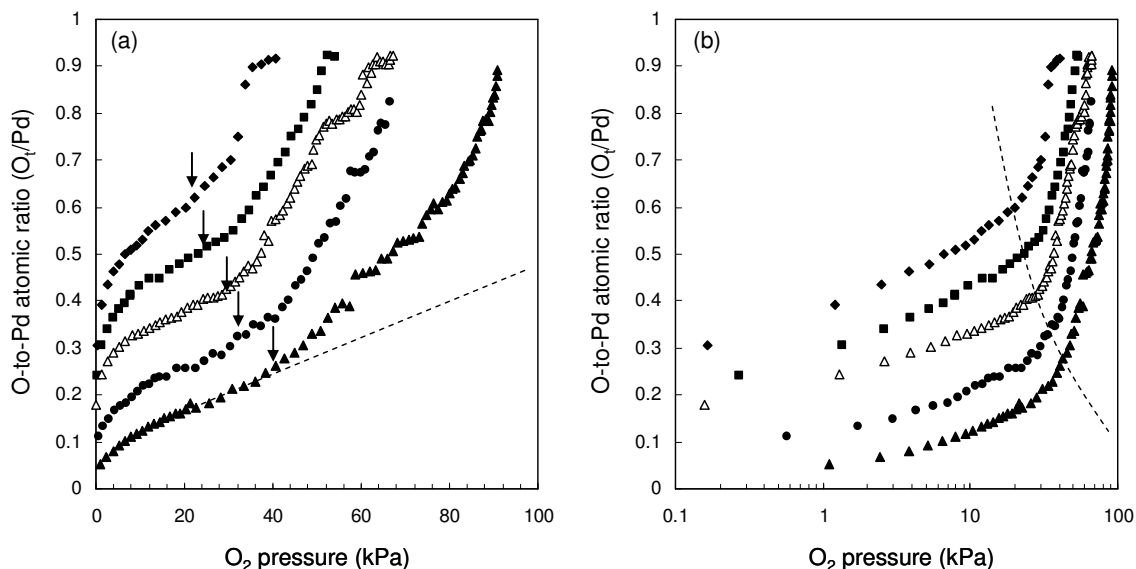 (a)
O-to-Pd atomic ratio (Oₜ/Pd)
1
0.9
0.8
0.7
0.6
0.5
0.4
0.3
0.2
0.1
0
0 20 40 60 80 100
O₂ pressure (kPa)
(b)
O-to-Pd atomic ratio (Oₜ/Pd)
1
0.9
0.8
0.7
0.6
0.5
0.4
0.3
0.2
0.1
0
0.1 1 10 100
O₂ pressure (kPa)